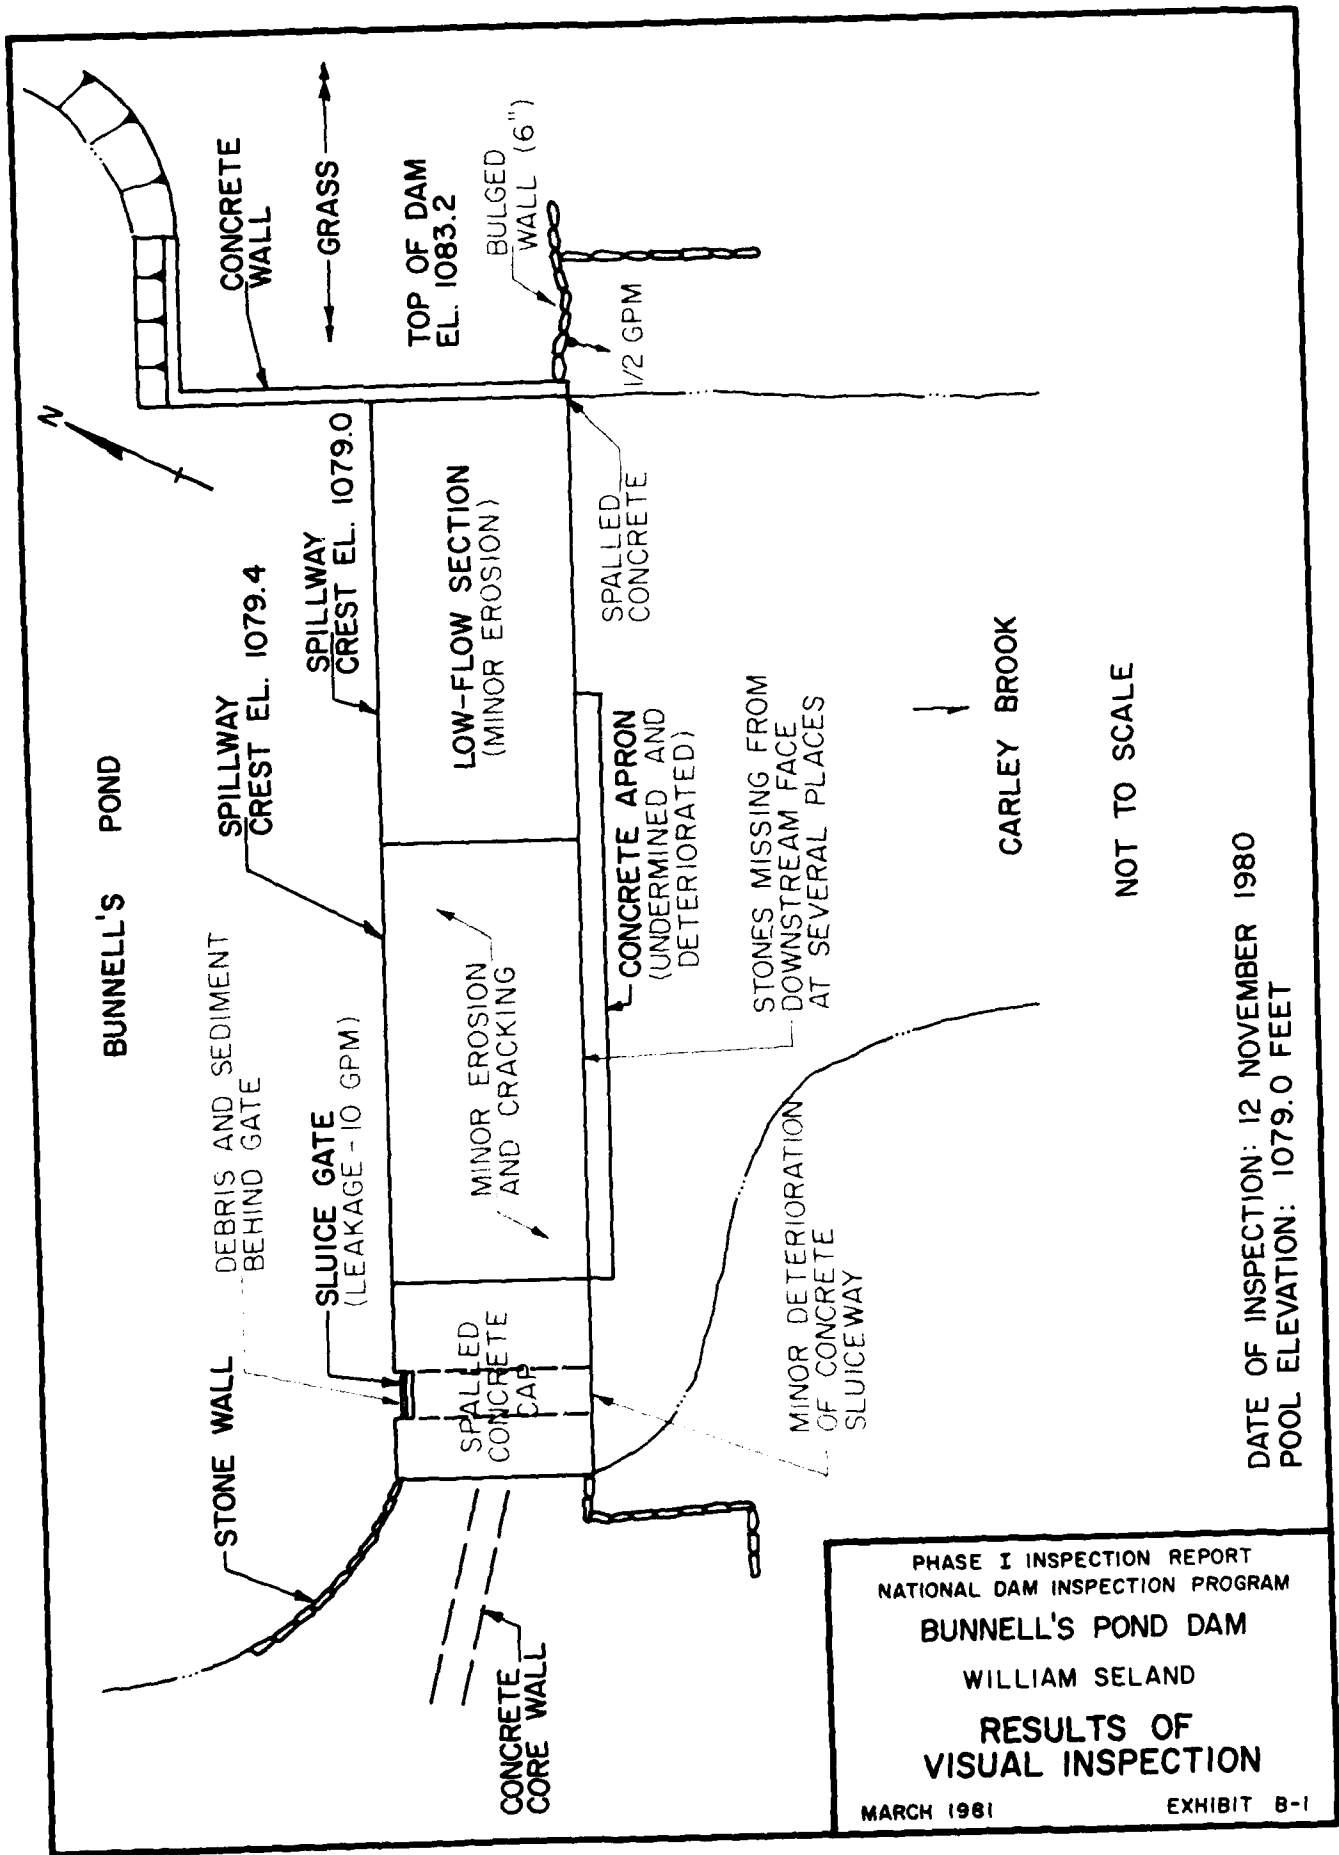 BUNNELL'S POND
STONE WALL
DEBRIS AND SEDIMENT
BEHIND GATE
SLUICE GATE
(LEAKAGE - 10 GPM)
SPILLWAY
CREST EL. 1079.4
SPILLWAY
CREST EL. 1079.0
N
CONCRETE
WALL
GRASS
TOP OF DAM
EL. 1083.2
BULGED
WALL (6")
1/2 GPM
CONCRETE
CORE WALL
SPALLED
CONCRETE
CAP
MINOR EROSION
AND CRACKING
LOW-FLOW SECTION
(MINOR EROSION)
SPALLED
CONCRETE
CONCRETE APRON
(UNDERMINED AND
DETERIORATED)
STONES MISSING FROM
DOWNSTREAM FACE
AT SEVERAL PLACES
MINOR DETERIORATION
OF CONCRETE
SLUICEWAY
CARLEY BROOK
NOT TO SCALE
DATE OF INSPECTION: 12 NOVEMBER 1980
POOL ELEVATION: 1079.0 FEET
PHASE I INSPECTION REPORT
NATIONAL DAM INSPECTION PROGRAM
BUNNELL'S POND DAM
WILLIAM SELAND
RESULTS OF
VISUAL INSPECTION
MARCH 1981
EXHIBIT B-1